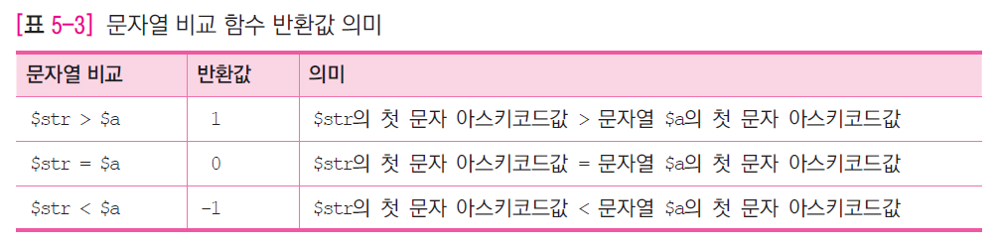 [표 5-3] 문자열 비교 함수 반환값 의미
문자열 비교 반환값 의미
$str > $a 1 $str의 첫 문자 아스키코드값 > 문자열 $a의 첫 문자 아스키코드값
$str = $a 0 $str의 첫 문자 아스키코드값 = 문자열 $a의 첫 문자 아스키코드값
$str < $a -1 $str의 첫 문자 아스키코드값 < 문자열 $a의 첫 문자 아스키코드값